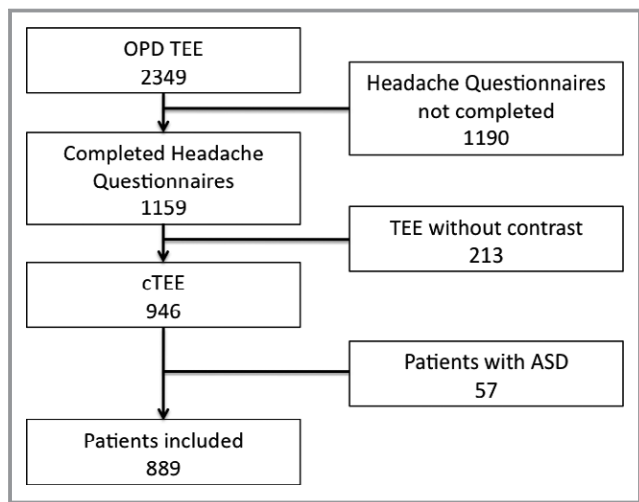 OPD TEE
2349
Headache Questionnaires
not completed
1190
Completed Headache
Questionnaires
1159
TEE without contrast
213
cTEE
946
Patients with ASD
57
Patients included
889